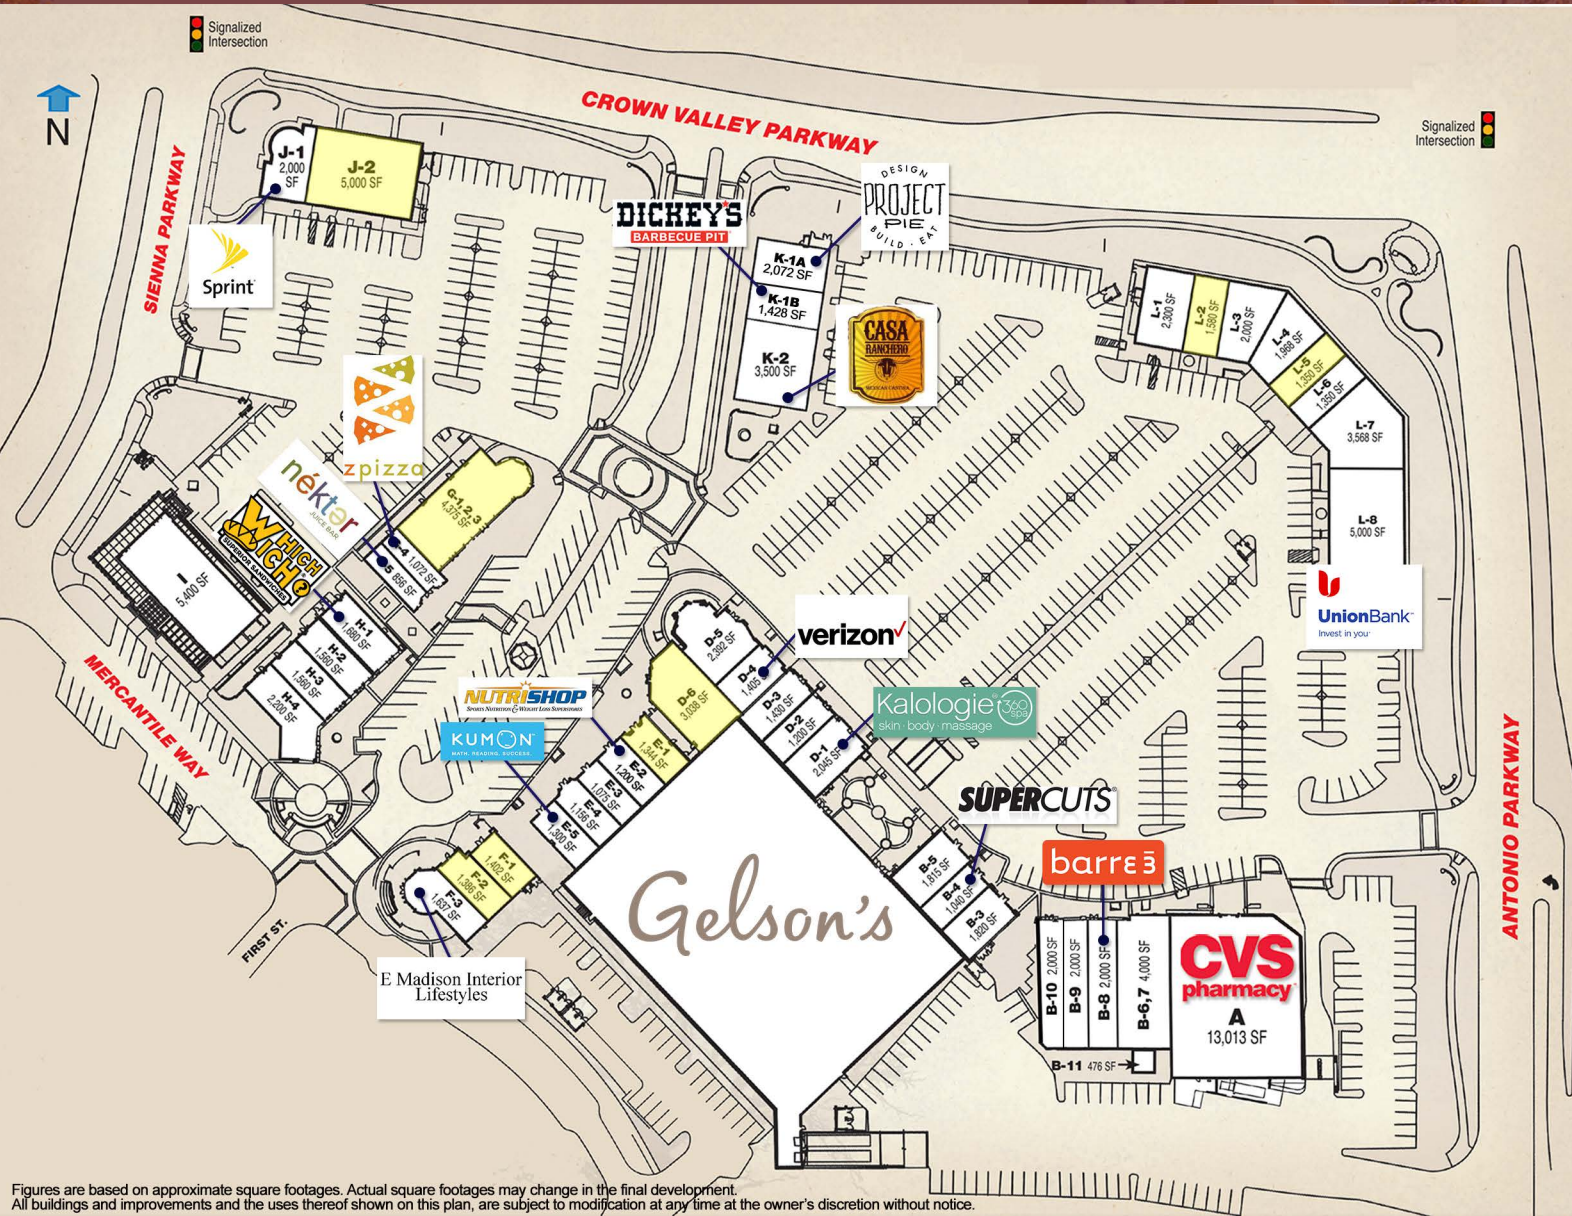 Signalized
Intersection
N
CROWN VALLEY PARKWAY
Signalized
Intersection
SIENNA PARKWAY
J-1
2,000
SF
J-2
5,000 SF
Sprint
DICKEY'S
BARBECUE PIT
DESIGN
PROJECT
PIE
BUILD · EAT
K-1A
2,072 SF
K-1B
1,428 SF
K-2
3,500 SF
CASA
RANCHERO
MEXICAN CANTINA
L-1
2,300 SF
L-2
1,580 SF
L-3
2,000 SF
L-4
1,968 SF
L-5
1,350 SF
L-6
1,350 SF
L-7
3,568 SF
L-8
5,000 SF
UnionBank
Invest in you
zpizza
néktər
JUICE BAR
WHICH
WICH?
SUPERIOR SANDWICHES
G-1,2,3
4,375 SF
1,072 SF
856 SF
I
5,400 SF
H-1
1,680 SF
H-2
1,560 SF
H-3
1,560 SF
H-4
2,200 SF
MERCANTILE WAY
NUTRISHOP
SPORTS NUTRITION & WEIGHT LOSS SUPERSTORES
KUMON
MATH. READING. SUCCESS.
verizon
Kalologie 360
spa
skin · body · massage
D-5
2,392 SF
D-4
1,405
D-3
1,430 SF
D-2
1,200 SF
D-1
2,045 SF
D-6
3,038 SF
E-1
1,344 SF
E-2
1,200 SF
E-3
1,075 SF
E-4
1,156 SF
E-5
1,300 SF
F-1
1,402 SF
F-2
1,386 SF
F-3
1,637 SF
FIRST ST.
E Madison Interior
Lifestyles
Gelson's
SUPERCUTS
B-5
1,815 SF
B-4
1,040 SF
B-3
1,820 SF
barre3
B-10 2,000 SF
B-9 2,000 SF
B-8 2,000 SF
B-6,7 4,000 SF
B-11 476 SF
CVS
pharmacy
A
13,013 SF
ANTONIO PARKWAY
Figures are based on approximate square footages. Actual square footages may change in the final development.
All buildings and improvements and the uses thereof shown on this plan, are subject to modification at any time at the owner's discretion without notice.